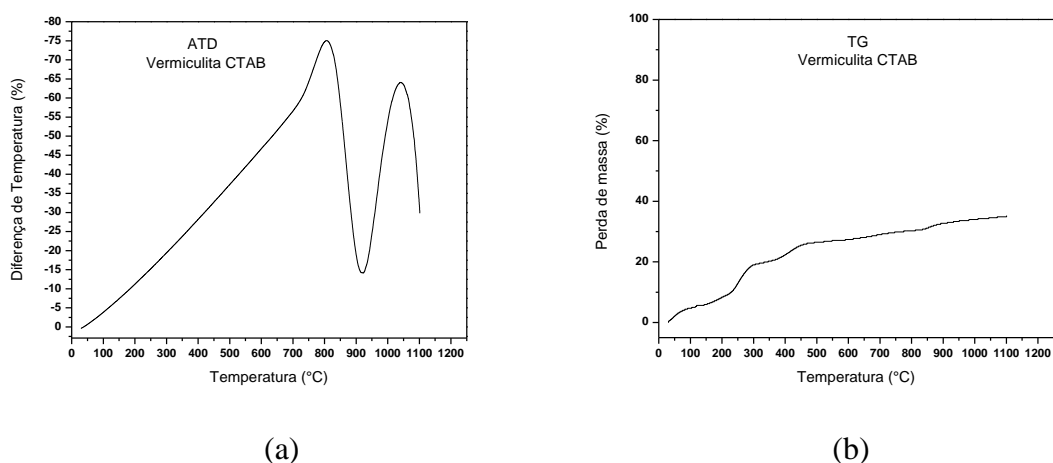 -80
-75
-70
-65
-60
-55
-50
-45
-40
-35
-30
-25
-20
-15
-10
-5
0
Diferença de Temperatura (%)
ATD
Vermiculita CTAB
0 100 200 300 400 500 600 700 800 900 1000 1100 1200
Temperatura (°C)
(a)
100
80
60
40
20
0
Perda de massa (%)
TG
Vermiculita CTAB
0 100 200 300 400 500 600 700 800 900 1000 1100 1200
Temperatura (°C)
(b)